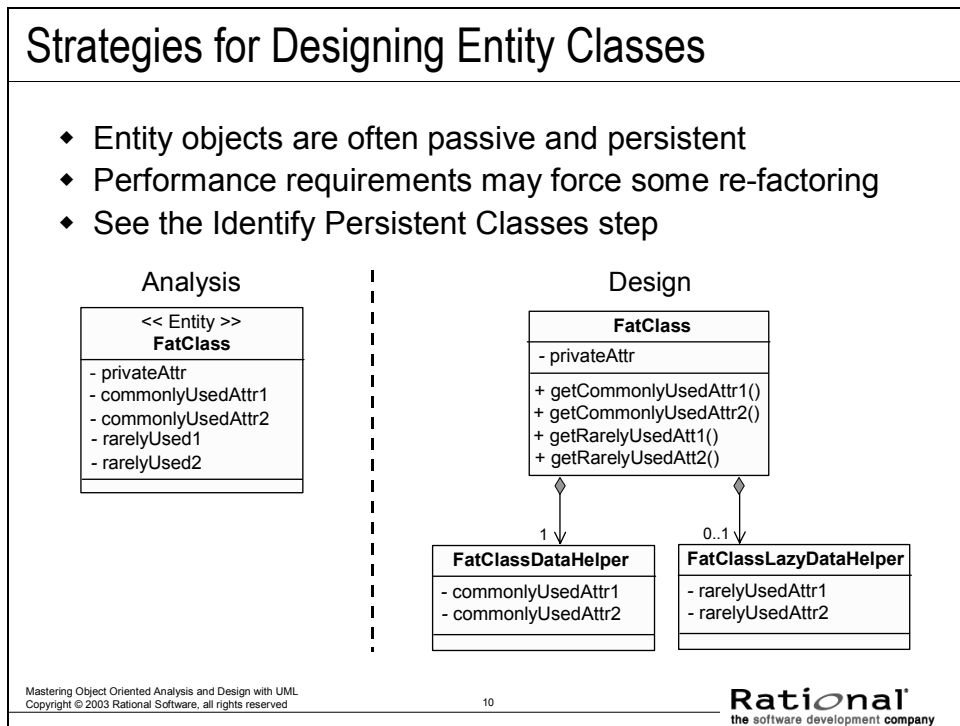 Strategies for Designing Entity Classes
◆ Entity objects are often passive and persistent
◆ Performance requirements may force some re-factoring
◆ See the Identify Persistent Classes step
Analysis
<< Entity >>
FatClass
- privateAttr
- commonlyUsedAttr1
- commonlyUsedAttr2
- rarelyUsed1
- rarelyUsed2
Design
FatClass
- privateAttr
+ getCommonlyUsedAttr1()
+ getCommonlyUsedAttr2()
+ getRarelyUsedAtt1()
+ getRarelyUsedAtt2()
1
0..1
FatClassDataHelper
- commonlyUsedAttr1
- commonlyUsedAttr2
FatClassLazyDataHelper
- rarelyUsedAttr1
- rarelyUsedAttr2
Mastering Object Oriented Analysis and Design with UML
Copyright © 2003 Rational Software, all rights reserved
10
Rational
the software development company